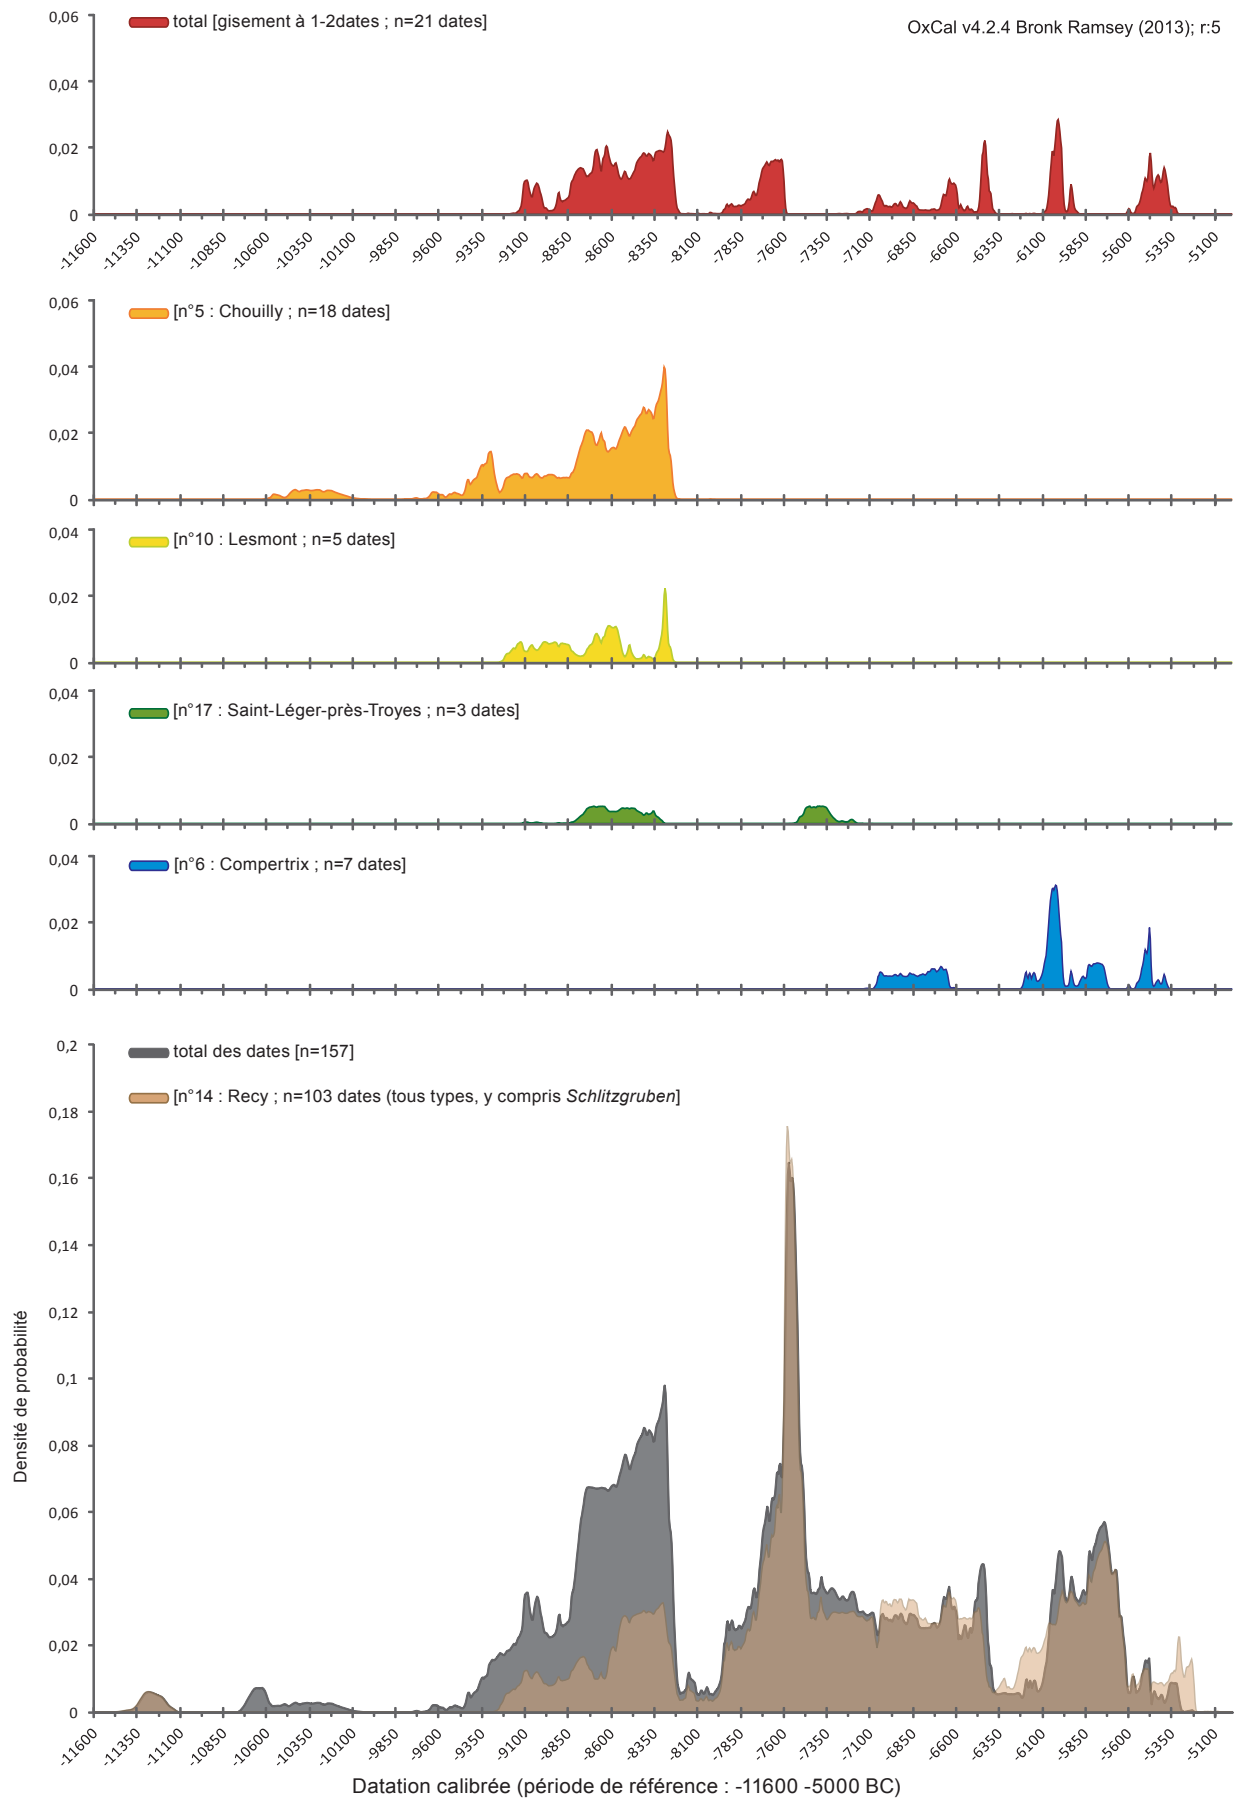 total [gisement à 1-2dates ; n=21 dates]
OxCal v4.2.4 Bronk Ramsey (2013); r:5
0,06
0,04
0,02
0
-11600 -11350 -11100 -10850 -10600 -10350 -10100 -9850 -9600 -9350 -9100 -8850 -8600 -8350 -8100 -7850 -7600 -7350 -7100 -6850 -6600 -6350 -6100 -5850 -5600 -5350 -5100
[n°5 : Chouilly ; n=18 dates]
0,06
0,04
0,02
0
[n°10 : Lesmont ; n=5 dates]
0,04
0,02
0
[n°17 : Saint-Léger-près-Troyes ; n=3 dates]
0,04
0,02
0
[n°6 : Compertrix ; n=7 dates]
0,04
0,02
0
total des dates [n=157]
[n°14 : Recy ; n=103 dates (tous types, y compris Schlitzgruben]
0,2
0,18
0,16
0,14
0,12
0,1
0,08
0,06
0,04
0,02
0
Densité de probabilité
-11600 -11350 -11100 -10850 -10600 -10350 -10100 -9850 -9600 -9350 -9100 -8850 -8600 -8350 -8100 -7850 -7600 -7350 -7100 -6850 -6600 -6350 -6100 -5850 -5600 -5350 -5100
Datation calibrée (période de référence : -11600 -5000 BC)